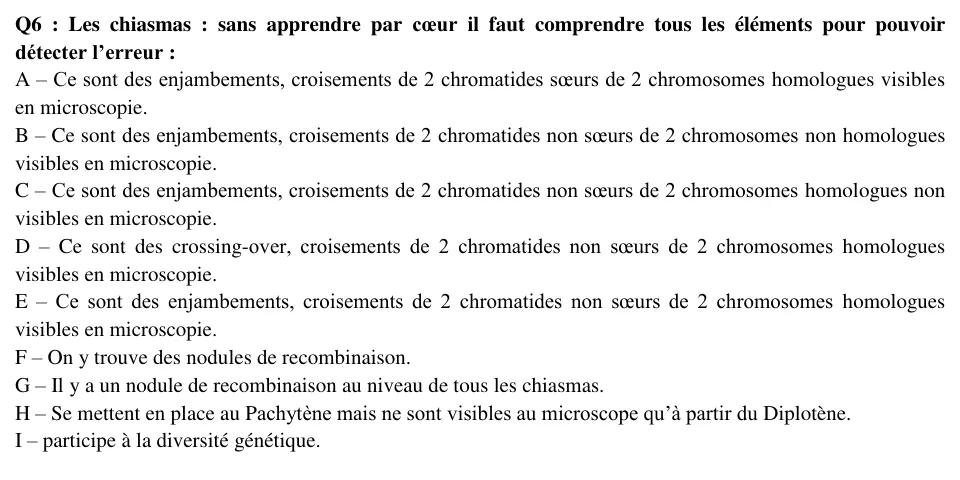 Q6 : Les chiasmas : sans apprendre par cœur il faut comprendre tous les éléments pour pouvoir
détecter l’erreur :
A – Ce sont des enjambements, croisements de 2 chromatides sœurs de 2 chromosomes homologues visibles
en microscopie.
B – Ce sont des enjambements, croisements de 2 chromatides non sœurs de 2 chromosomes non homologues
visibles en microscopie.
C – Ce sont des enjambements, croisements de 2 chromatides non sœurs de 2 chromosomes homologues non
visibles en microscopie.
D – Ce sont des crossing-over, croisements de 2 chromatides non sœurs de 2 chromosomes homologues
visibles en microscopie.
E – Ce sont des enjambements, croisements de 2 chromatides non sœurs de 2 chromosomes homologues
visibles en microscopie.
F – On y trouve des nodules de recombinaison.
G – Il y a un nodule de recombinaison au niveau de tous les chiasmas.
H – Se mettent en place au Pachytène mais ne sont visibles au microscope qu’à partir du Diplotène.
I – participe à la diversité génétique.